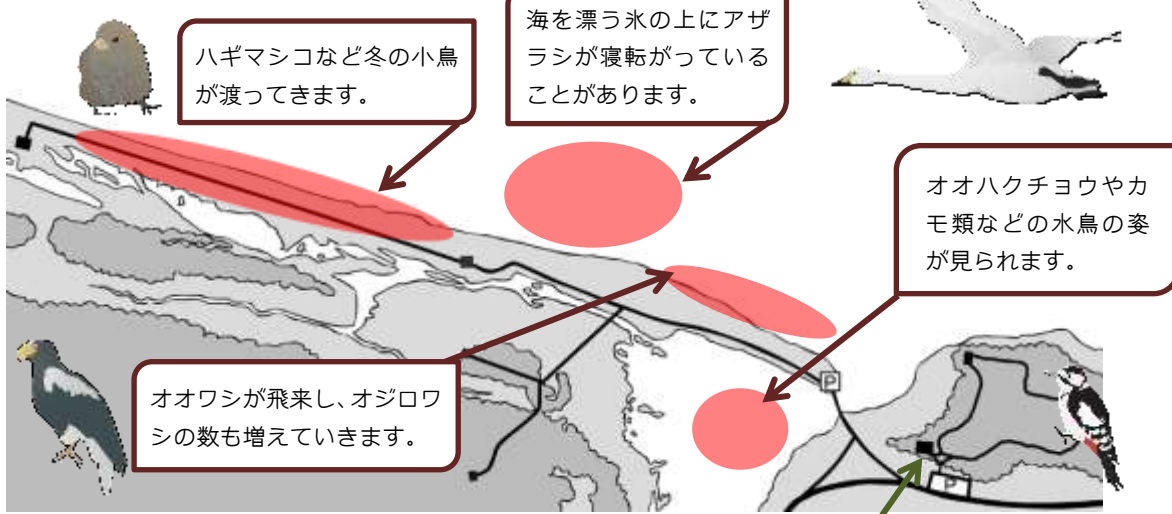 海を漂う氷の上にアザ
ラシが寝転がっている
ことがあります。
ハギマシコなど冬の小鳥
が渡ってきます。
オオハクチョウやカ
モ類などの水鳥の姿
が見られます。
オオワシが飛来し、オジロワ
シの数も増えていきます。
P
P